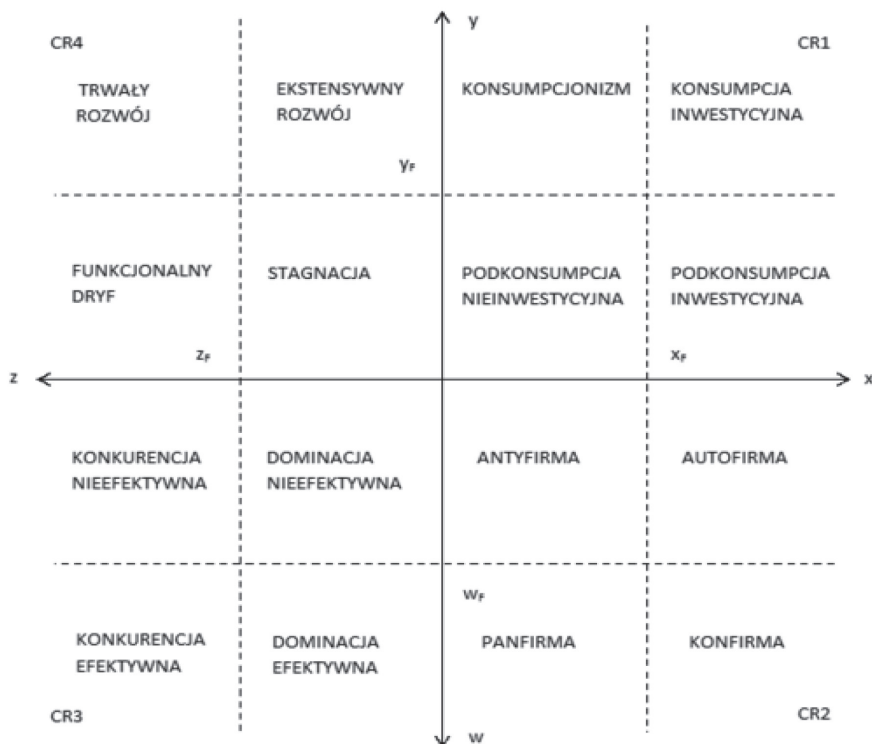 CR4
y
CR1
TRWAŁY
ROZWÓJ
EKSTENSYWNY
ROZWÓJ
KONSUMPCJONIZM
KONSUMPCJA
INWESTYCYJNA
yF
FUNKCJONALNY
DRYF
STAGNACJA
PODKONSUMPCJA
NIEINWESTYCYJNA
PODKONSUMPCJA
INWESTYCYJNA
zF
xF
z
x
KONKURENCJA
NIEEFEKTYWNA
DOMINACJA
NIEEFEKTYWNA
ANTYFIRMA
AUTOFIRMA
wF
KONKURENCJA
EFEKTYWNA
DOMINACJA
EFEKTYWNA
PANFIRMA
KONFIRMA
CR3
w
CR2